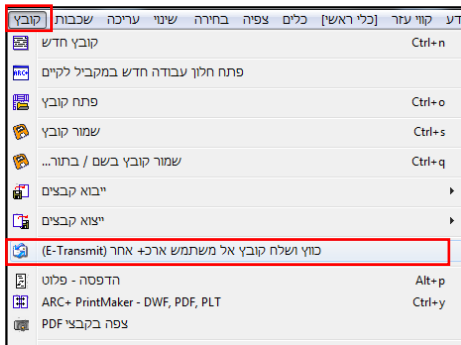 קובץ עריכה שינוי בחירה צפיה כלים [כלי ראשי] קווי עזר דע שכבות
קובץ חדש Ctrl+n
ARC+ פתח חלון עבודה חדש במקביל לקיים
פתח קובץ Ctrl+o
שמור קובץ Ctrl+s
שמור קובץ בשם / בתור... Ctrl+q
ייבוא קבצים
ייצוא קבצים
כווץ ושלח קובץ אל משתמש ארכ+ אחר (E-Transmit)
הדפסה - פלוט Alt+p
ARC+ PrintMaker - DWF, PDF, PLT Ctrl+y
צפה בקבצי PDF